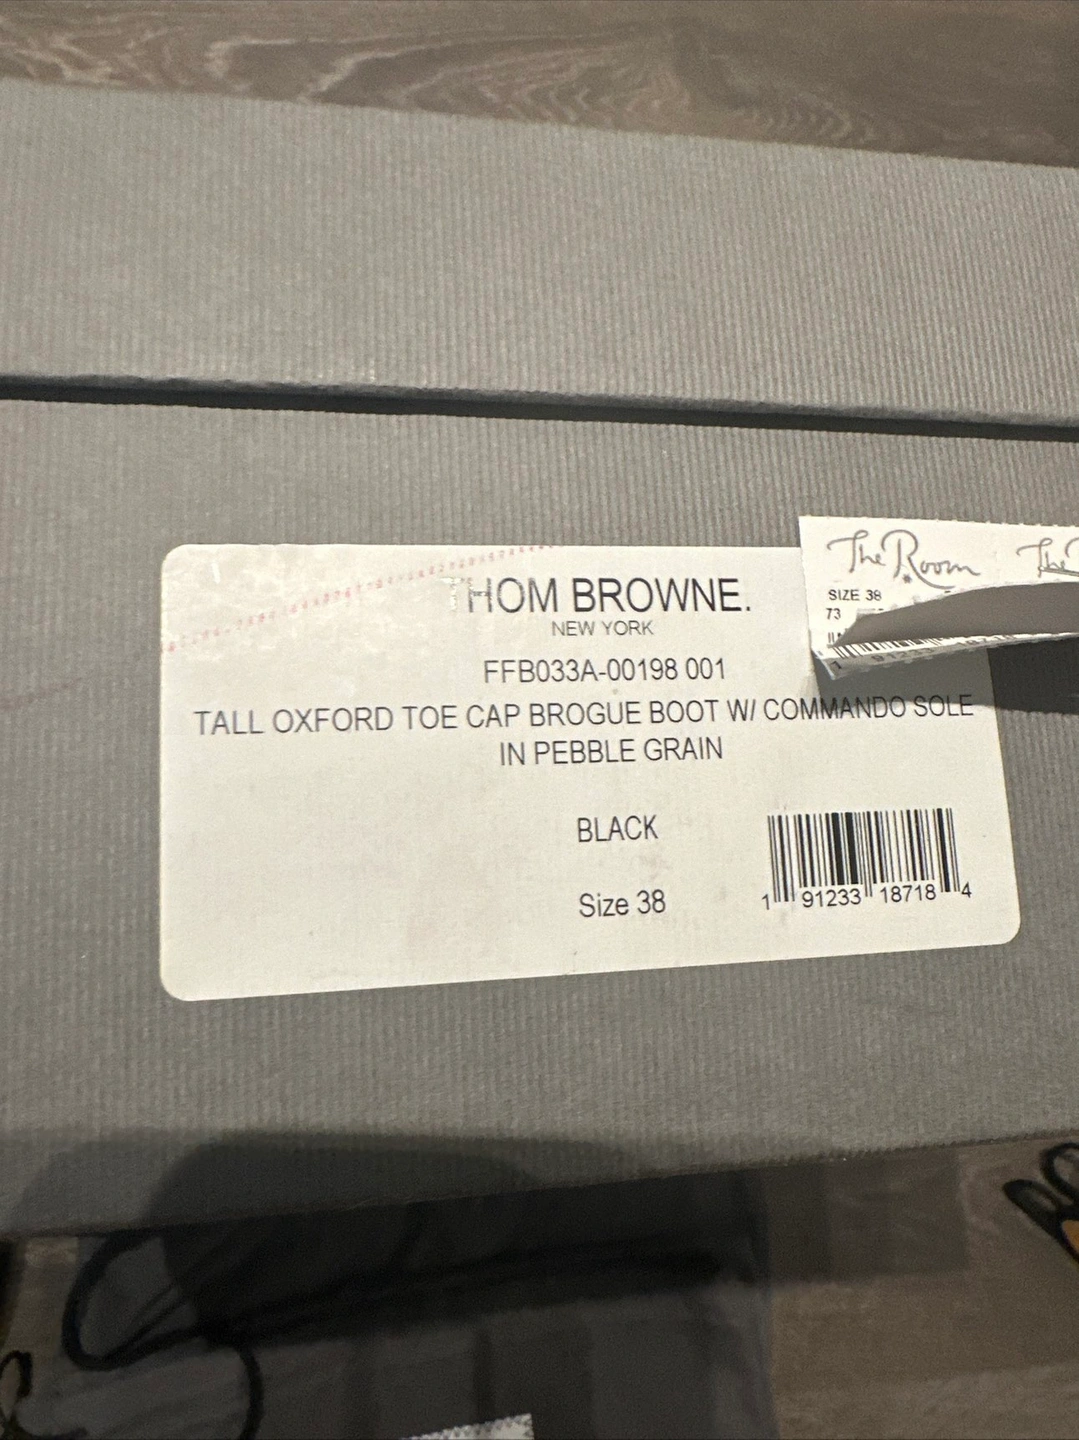 THOM BROWNE.
NEW YORK
FFB033A-00198 001
TALL OXFORD TOE CAP BROGUE BOOT W/ COMMANDO SOLE
IN PEBBLE GRAIN
BLACK
Size 38
1 91233 18718 4
The Room
The
SIZE 38
73